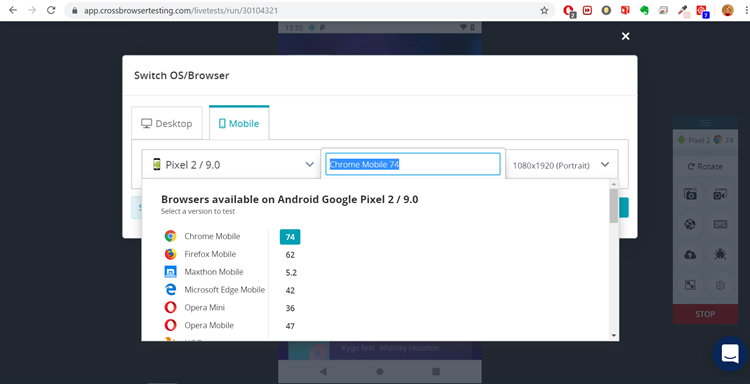 app.crossbrowsertesting.com/livetests/run/30104321
2
7
13:55
Switch OS/Browser
Desktop
Mobile
Pixel 2 / 9.0
Chrome Mobile 74
1080x1920 (Portrait)
Browsers available on Android Google Pixel 2 / 9.0
Select a version to test
Chrome Mobile 74
Firefox Mobile 62
Maxthon Mobile 5.2
Microsoft Edge Mobile 42
Opera Mini 36
Opera Mobile 47
Pixel 2 74
Rotate
STOP
Kygo feat. Whitney Houston